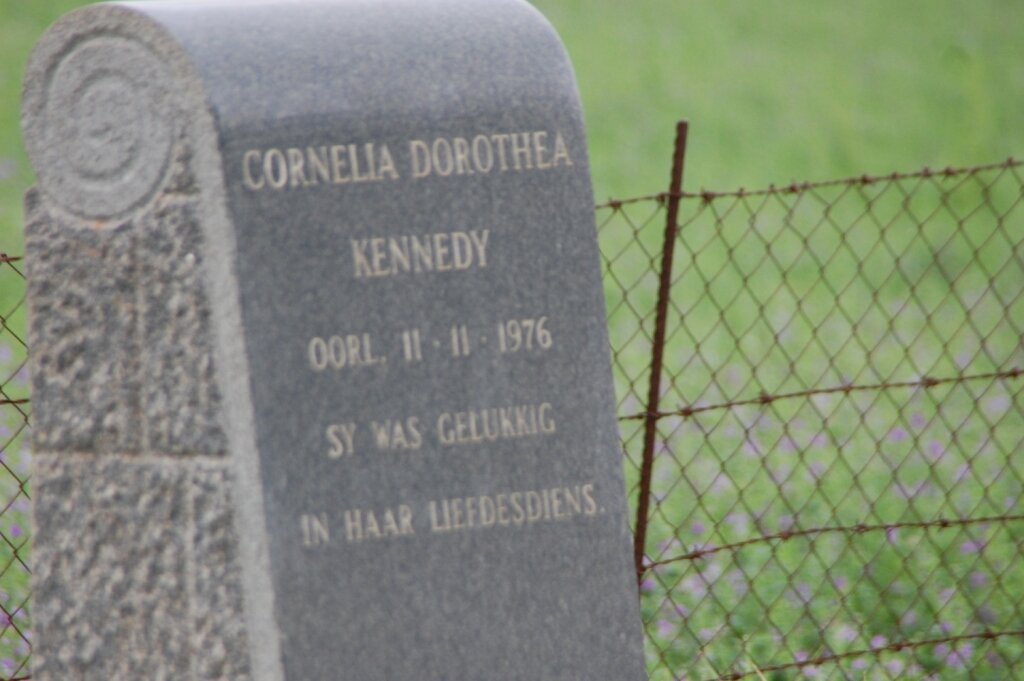 CORNELIA DOROTHEA
KENNEDY
OORL. 11 · 11 · 1976
SY WAS GELUKKIG
IN HAAR LIEFDESDIENS.